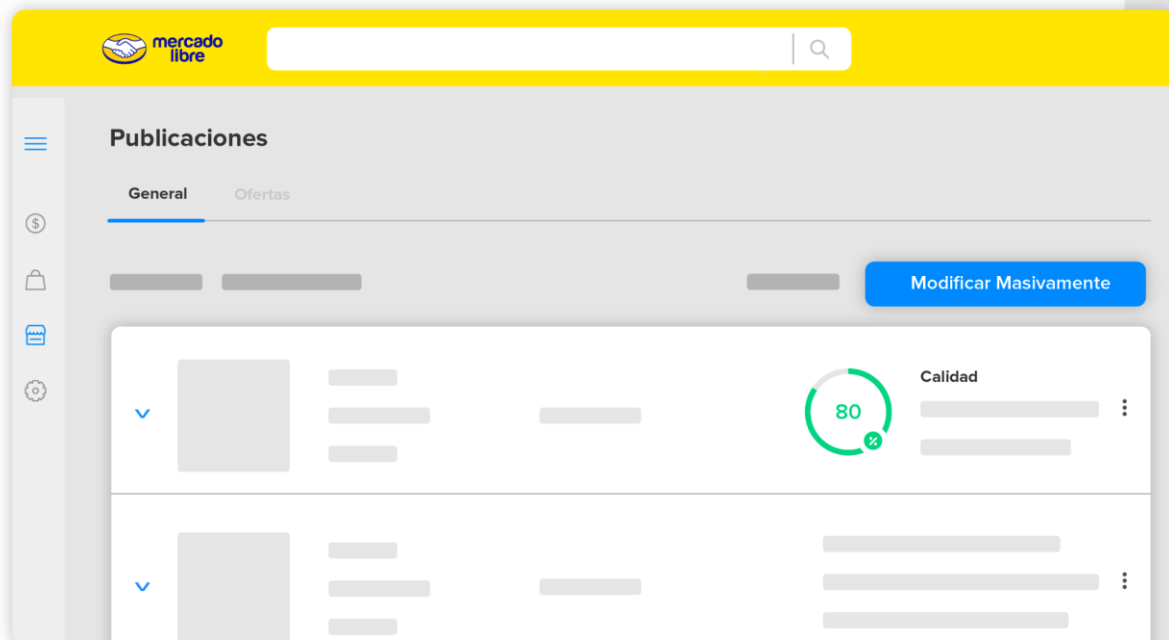 mercado
libre
Publicaciones
General Ofertas
Modificar Masivamente
80
%
Calidad